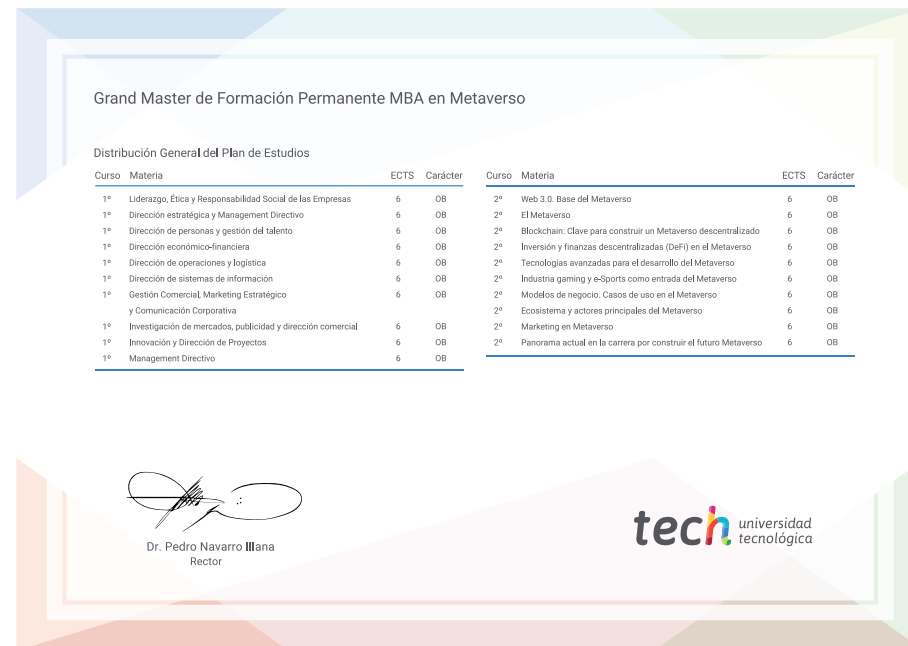 Grand Master de Formación Permanente MBA en Metaverso
Distribución General del Plan de Estudios
Curso Materia ECTS Carácter
1º Liderazgo, Ética y Responsabilidad Social de las Empresas 6 OB
1º Dirección estratégica y Management Directivo 6 OB
1º Dirección de personas y gestión del talento 6 OB
1º Dirección económico-financiera 6 OB
1º Dirección de operaciones y logística 6 OB
1º Dirección de sistemas de información 6 OB
1º Gestión Comercial, Marketing Estratégico 6 OB
y Comunicación Corporativa
1º Investigación de mercados, publicidad y dirección comercial 6 OB
1º Innovación y Dirección de Proyectos 6 OB
1º Management Directivo 6 OB
Curso Materia ECTS Carácter
2º Web 3.0. Base del Metaverso 6 OB
2º El Metaverso 6 OB
2º Blockchain: Clave para construir un Metaverso descentralizado 6 OB
2º Inversión y finanzas descentralizadas (DeFi) en el Metaverso 6 OB
2º Tecnologías avanzadas para el desarrollo del Metaverso 6 OB
2º Industria gaming y e-Sports como entrada del Metaverso 6 OB
2º Modelos de negocio. Casos de uso en el Metaverso 6 OB
2º Ecosistema y actores principales del Metaverso 6 OB
2º Marketing en Metaverso 6 OB
2º Panorama actual en la carrera por construir el futuro Metaverso 6 OB
Dr. Pedro Navarro Illana
Rector
tech universidad
tecnológica